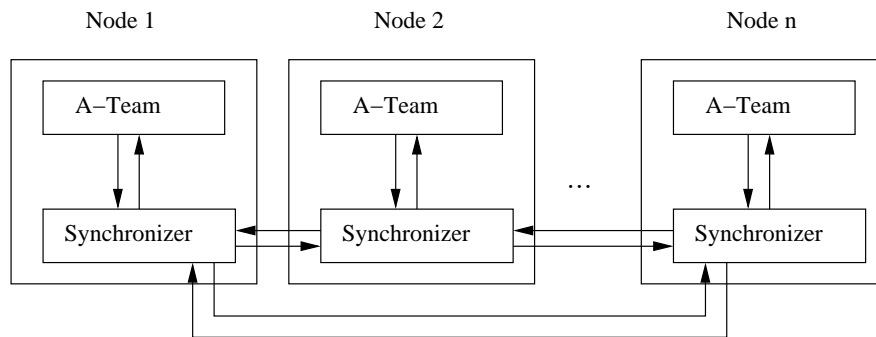 Node 1
Node 2
Node n
A−Team
A−Team
A−Team
...
Synchronizer
Synchronizer
Synchronizer